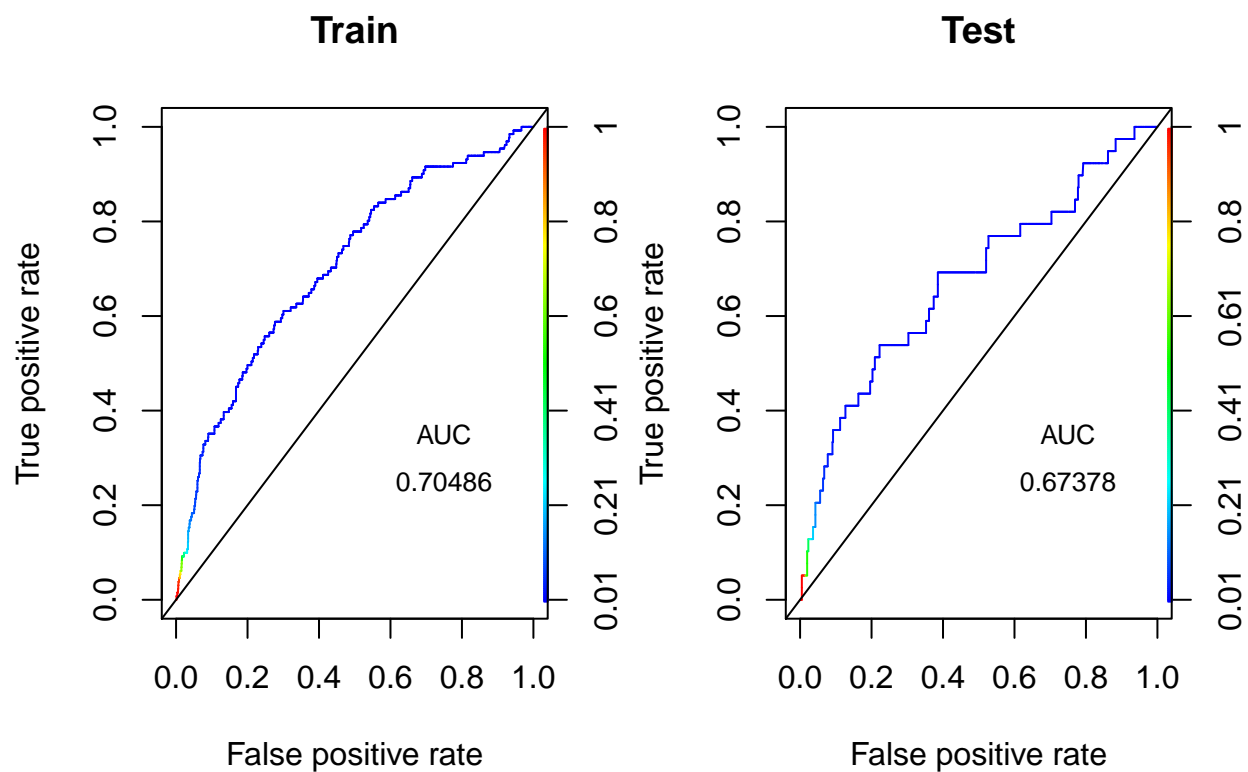 Train
True positive rate
0.0 0.2 0.4 0.6 0.8 1.0
AUC
0.70486
0.01 0.21 0.41 0.6 0.8 1
0.0 0.2 0.4 0.6 0.8 1.0
False positive rate
Test
True positive rate
0.0 0.2 0.4 0.6 0.8 1.0
AUC
0.67378
0.01 0.21 0.41 0.61 0.8 1
0.0 0.2 0.4 0.6 0.8 1.0
False positive rate